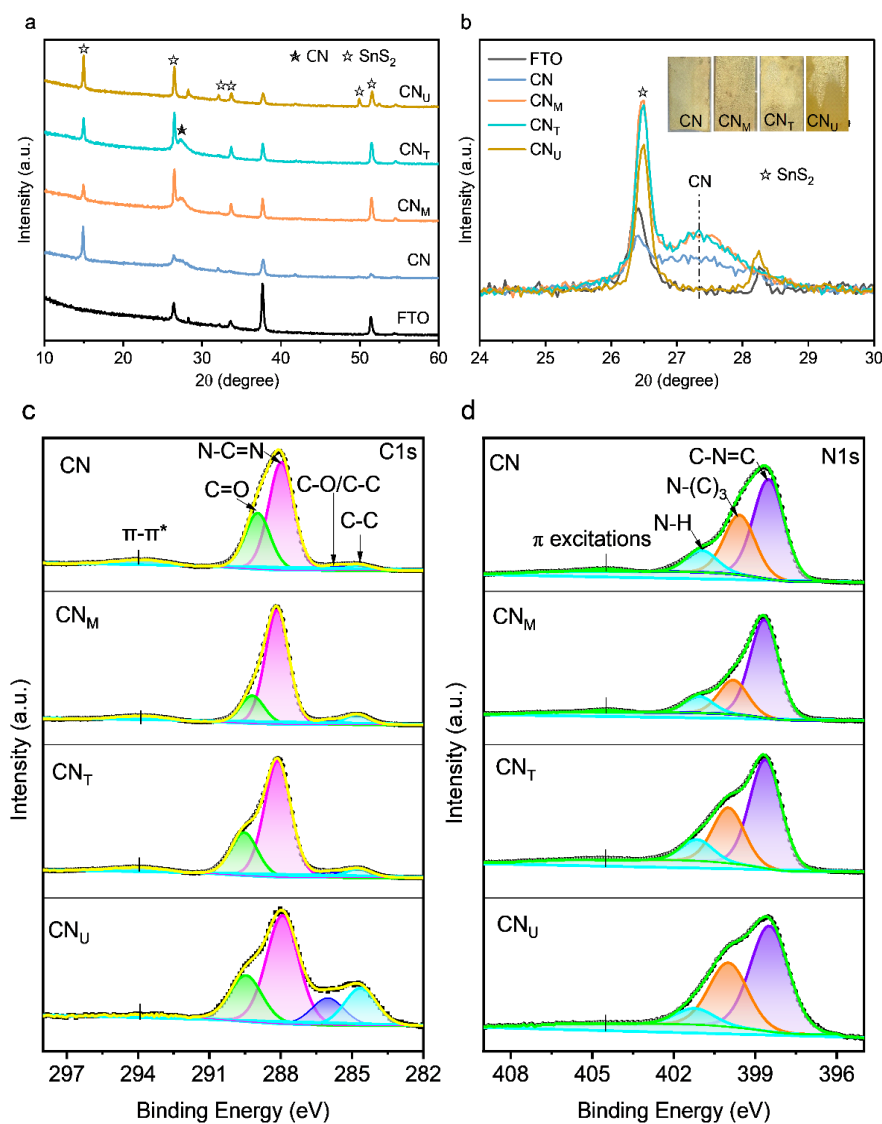 a
★ CN ☆ SnS2
CNU
CNT
CNM
CN
FTO
Intensity (a.u.)
10 20 30 40 50 60
2θ (degree)
b
FTO
CN
CNM
CNT
CNU
CN CNM CNT CNU
CN
☆ SnS2
Intensity (a.u.)
24 25 26 27 28 29 30
2θ (degree)
c
C1s
CN
N-C=N
C=O
C-O/C-C
C-C
π-π*
CNM
CNT
CNU
Intensity (a.u.)
297 294 291 288 285 282
Binding Energy (eV)
d
N1s
CN
C-N=C
N-(C)3
N-H
π excitations
CNM
CNT
CNU
Intensity (a.u.)
408 405 402 399 396
Binding Energy (eV)